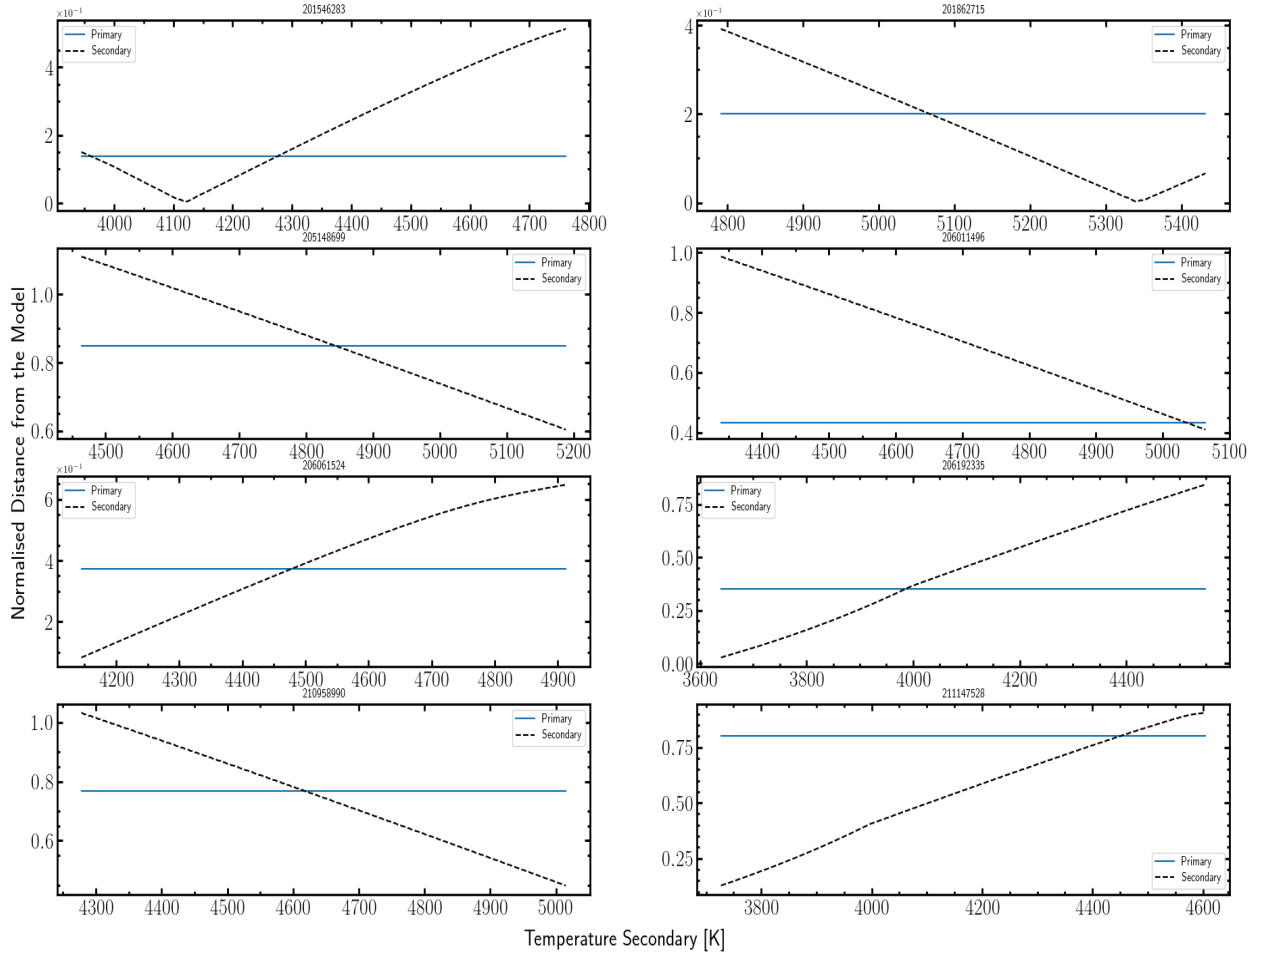 201546283
×10⁻¹
Primary
Secondary
4
2
0
4000 4100 4200 4300 4400 4500 4600 4700 4800
201862715
×10⁻¹
Primary
Secondary
4
2
0
4800 4900 5000 5100 5200 5300 5400
205148699
Primary
Secondary
1.0
0.8
0.6
4500 4600 4700 4800 4900 5000 5100 5200
206011496
Primary
Secondary
1.0
0.8
0.6
0.4
4400 4500 4600 4700 4800 4900 5000 5100
Normalised Distance from the Model
206061524
×10⁻¹
Primary
Secondary
6
4
2
4200 4300 4400 4500 4600 4700 4800 4900
206192335
Primary
Secondary
0.75
0.50
0.25
0.00
3600 3800 4000 4200 4400
210958990
Primary
Secondary
1.0
0.8
0.6
4300 4400 4500 4600 4700 4800 4900 5000
211147528
0.75
0.50
0.25
Primary
Secondary
3800 4000 4200 4400 4600
Temperature Secondary [K]